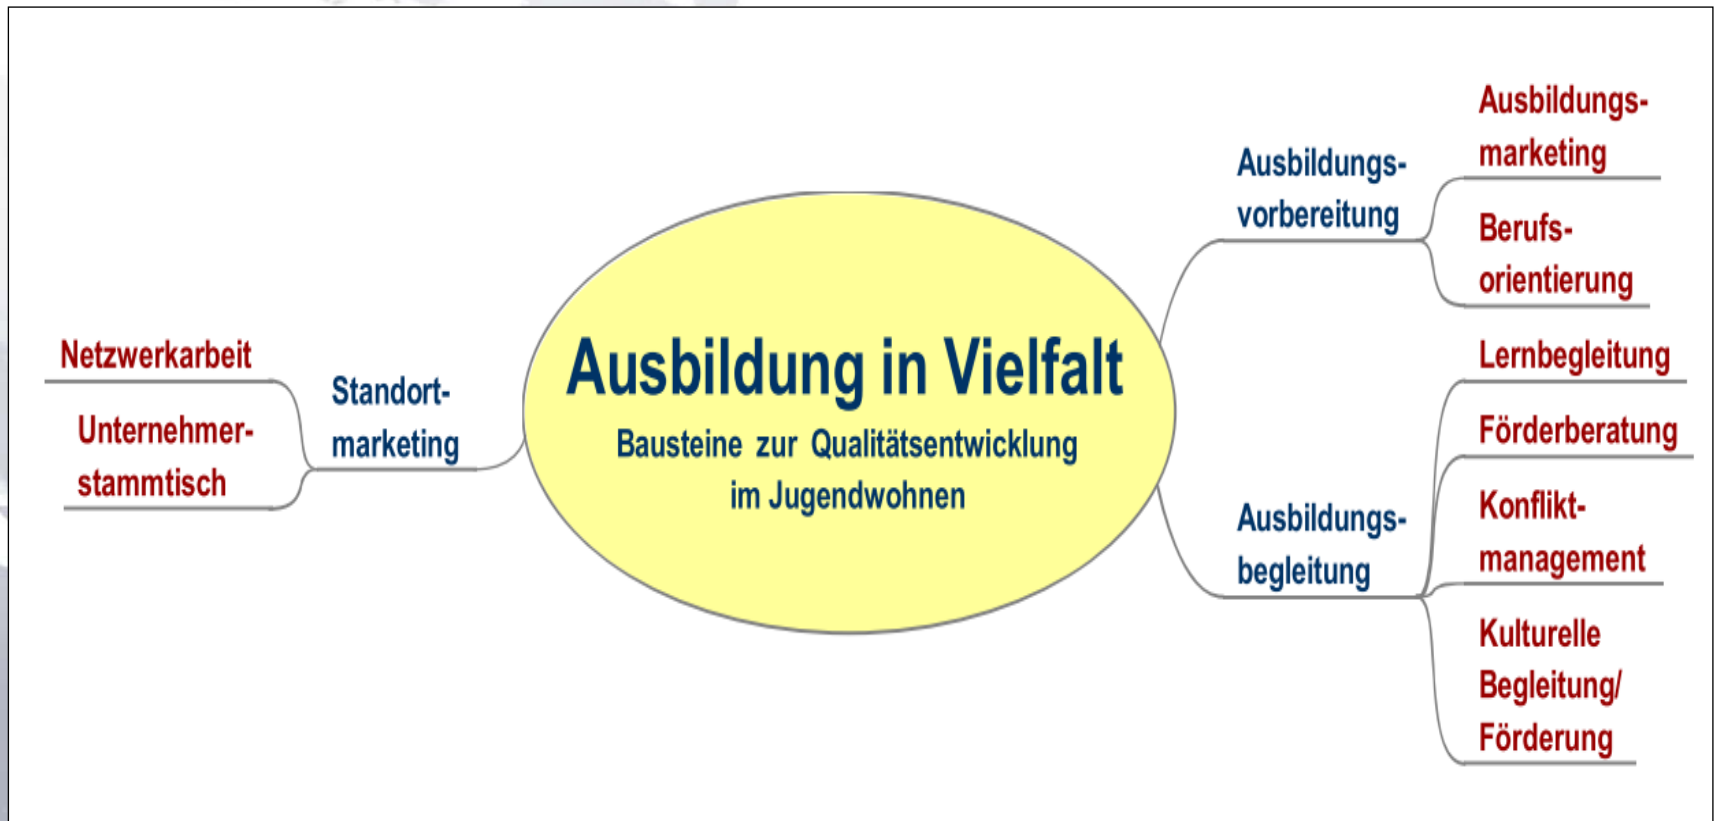 Ausbildung in Vielfalt
Bausteine zur Qualitätsentwicklung
im Jugendwohnen
Ausbildungs-
vorbereitung
Ausbildungs-
marketing
Berufs-
orientierung
Ausbildungs-
begleitung
Lernbegleitung
Förderberatung
Konflikt-
management
Kulturelle
Begleitung/
Förderung
Standort-
marketing
Netzwerkarbeit
Unternehmer-
stammtisch